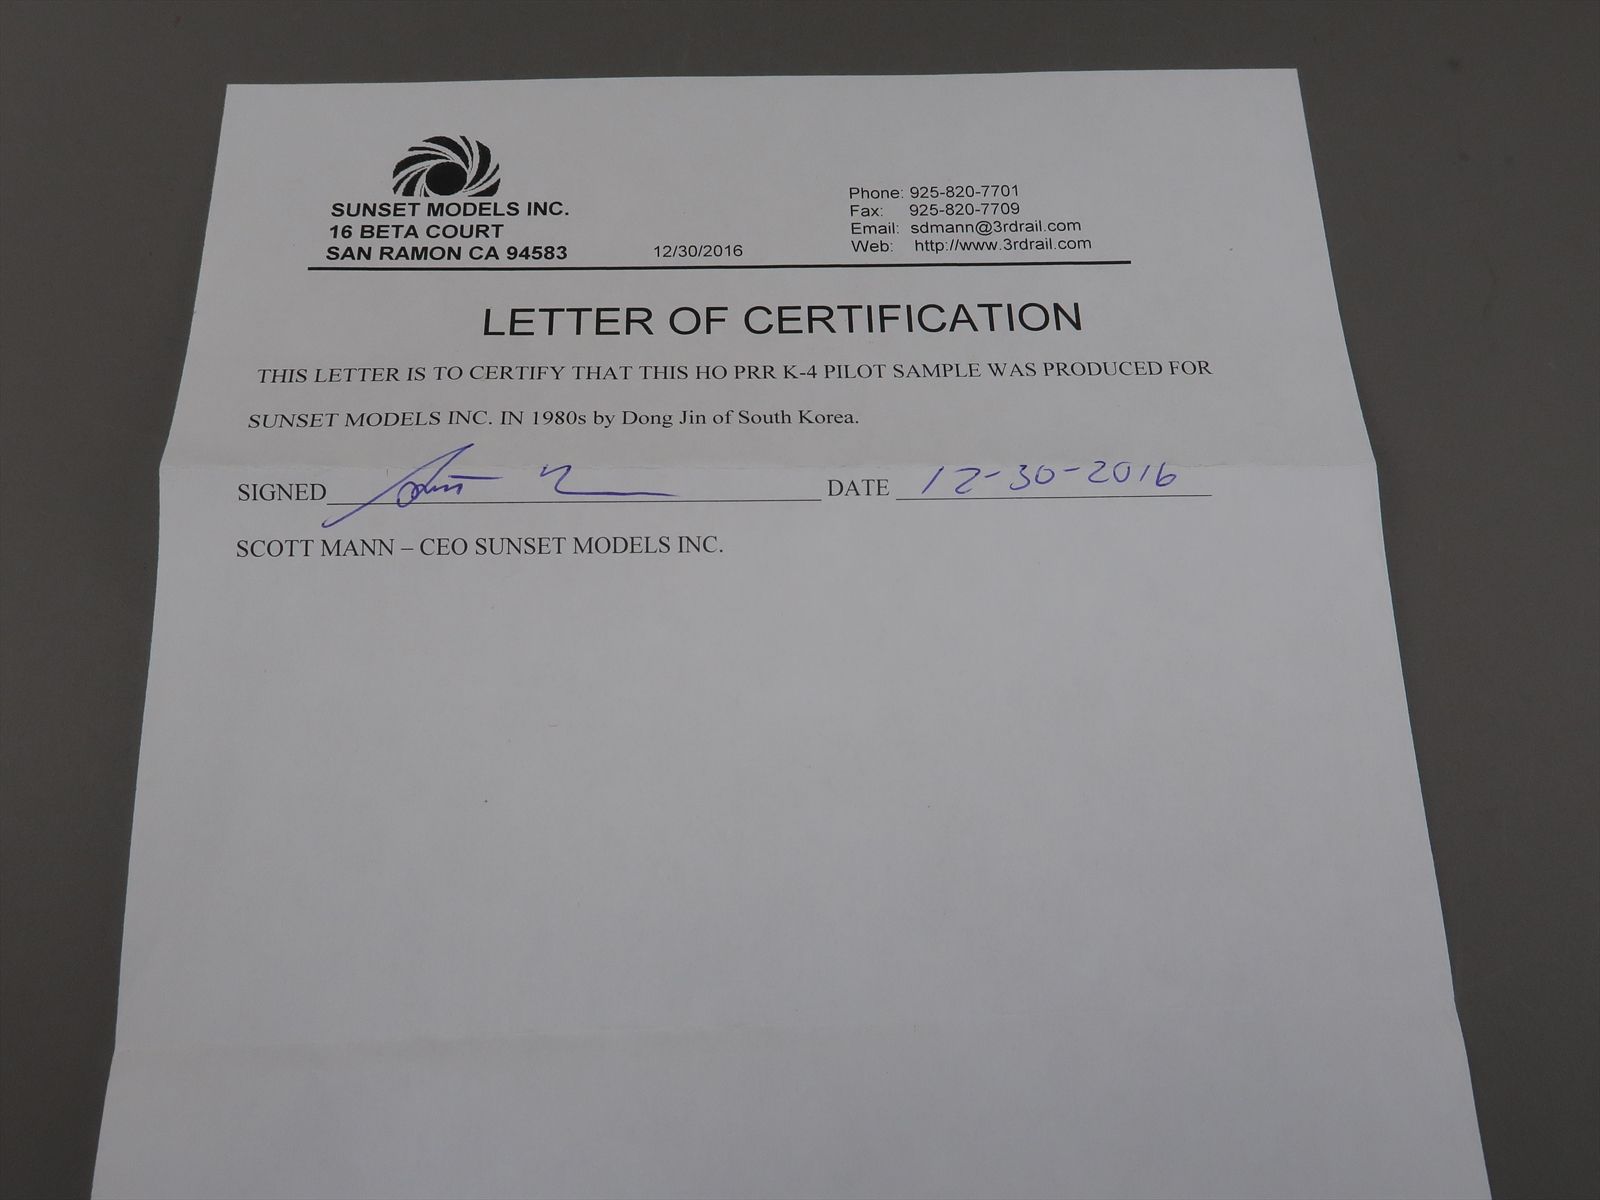 SUNSET MODELS INC.
16 BETA COURT
SAN RAMON CA 94583
12/30/2016
Phone: 925-820-7701
Fax: 925-820-7709
Email: sdmann@3rdrail.com
Web: http://www.3rdrail.com
LETTER OF CERTIFICATION
THIS LETTER IS TO CERTIFY THAT THIS HO PRR K-4 PILOT SAMPLE WAS PRODUCED FOR
SUNSET MODELS INC. IN 1980s by Dong Jin of South Korea.
SIGNED DATE 12-30-2016
SCOTT MANN – CEO SUNSET MODELS INC.